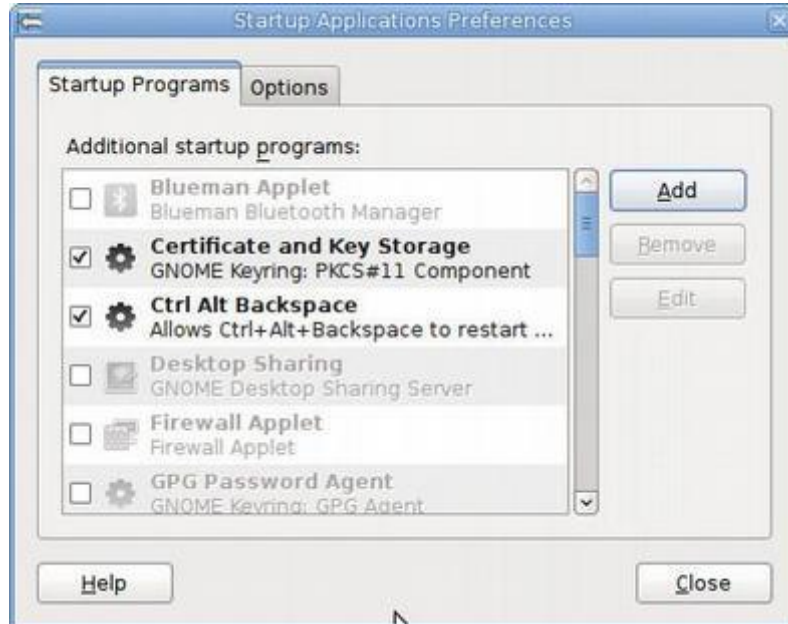 Startup Applications Preferences
Startup Programs
Options
Additional startup programs:
Blueman Applet
Blueman Bluetooth Manager
Certificate and Key Storage
GNOME Keyring: PKCS#11 Component
Ctrl Alt Backspace
Allows Ctrl+Alt+Backspace to restart ...
Desktop Sharing
GNOME Desktop Sharing Server
Firewall Applet
Firewall Applet
GPG Password Agent
GNOME Keyring: GPG Agent
Add
Remove
Edit
Help
Close